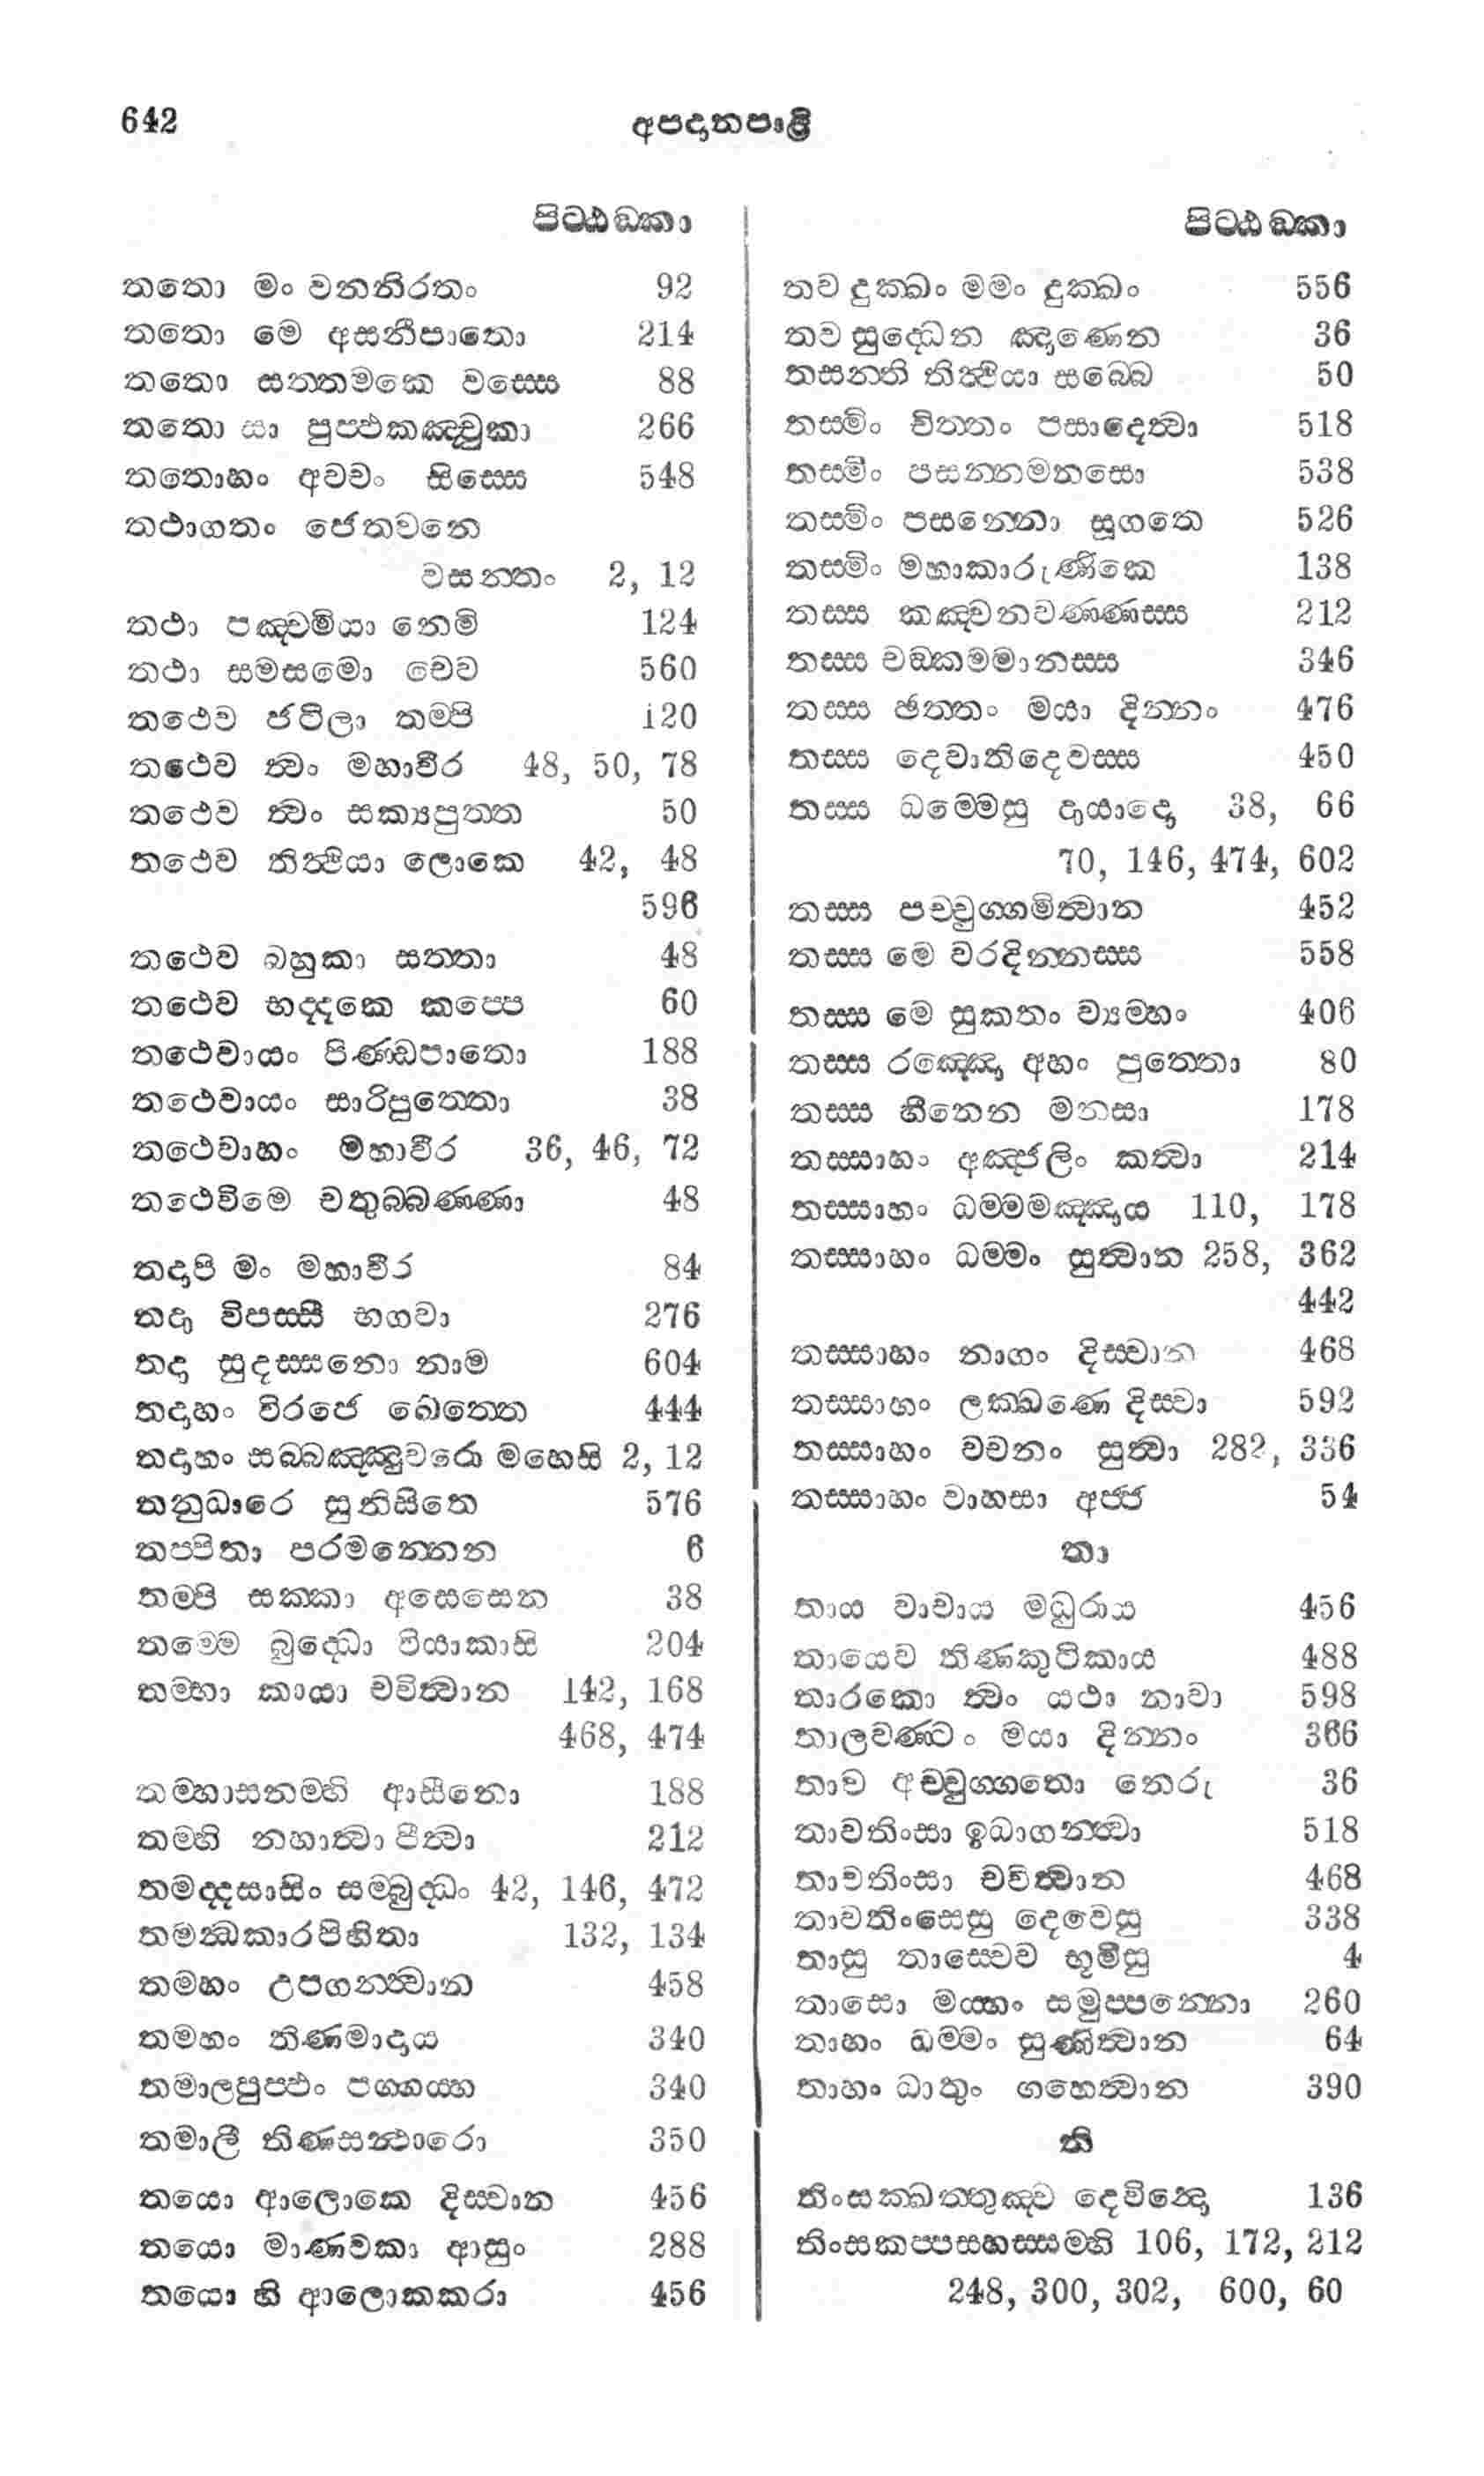 642
අපදානපාළි
පිට්ඨඞ්කා
තතො මං වනනිරතං 92
තතො මෙ අසනීපාතො 214
තතො සත්තමකෙ වස්සෙ 88
තතො සා පුප්ඵකඤ්චුකා 266
තතොහං අවචං සිස්සෙ 548
තථාගතං ජේතවනෙ
වසන්තං 2, 12
තථා පඤ්චමියා නෙමි 124
තථා සමසමො චෙව 560
තථෙව ජටිලා තම්පි 120
තථෙව ත්වං මහාවීර 48, 50, 78
තථෙව ත්වං සක්‍යපුත්ත 50
තථෙව තිත්ථියා ලොකෙ 42, 48
596
තථෙව බහුකා සත්තා 48
තථෙව භද්දකෙ කප්පෙ 60
තථෙවායං පිණ්ඩපාතො 188
තථෙවායං සාරිපුත්තො 38
තථෙවාහං මහාවීර 36, 46, 72
තථෙවිමෙ චතුබ්බණ්ණා 48
තදාපි මං මහාවීර 84
තදා විපස්සී භගවා 276
තදා සුදස්සනො නාම 604
තදාහං විරජෙ ඛෙත්තෙ 444
තදාහං සබ්බඤ්ඤුවරො මහෙසි 2, 12
තනුධාරෙ සුනිසිතෙ 576
තප්පිතා පරමන්නෙන 6
තම්පි සක්කා අසෙසෙන 38
තම්මෙ බුද්ධො වියාකාසි 204
තම්භා කායා චවිත්වාන 142, 168
468, 474
තම්හාසනම්හි ආසීනො 188
තම්හි නහාත්වා පීත්වා 212
තමද්දසාසිං සම්බුද්ධං 42, 146, 472
තමන්ධකාරපිහිතා 132, 134
තමහං උපගන්ත්වාන 458
තමහං තිණමාදාය 340
තමාලපුප්ඵං පග්ගය්හ 340
තමාලී තිණසන්ථාරො 350
තයො ආලොකෙ දිස්වාන 456
තයො මාණවකා ආසුං 288
තයො හි ආලොකකරා 456
පිට්ඨඞ්කා
තව දුක්ඛං මමං දුක්ඛං 556
තව සුද්ධෙන ඤාණෙන 36
තසන්ති තිත්ථියා සබ්බෙ 50
තස්මිං චිත්තං පසාදෙත්වා 518
තස්මිං පසන්නමනසො 538
තස්මිං පසන්නො සූගතෙ 526
තස්මිං මහාකාරුණිකෙ 138
තස්ස කඤ්චනවණ්ණස්ස 212
තස්ස චඞ්කමමානස්ස 346
තස්ස ඡත්තං මයා දින්නං 476
තස්ස දෙවාතිදෙවස්ස 450
තස්ස ධම්මෙසු දායාදො 38, 66
70, 146, 474, 602
තස්ස පච්චුග්ගමිත්වාන 452
තස්ස මෙ වරදින්නස්ස 558
තස්ස මෙ සුකතං ව්‍යම්හං 406
තස්ස රඤ්ඤො අහං පුත්තො 80
තස්ස හීනෙන මනසා 178
තස්සාහං අඤ්ජලිං කත්වා 214
තස්සාහං ධම්මමඤ්ඤාය 110, 178
තස්සාහං ධම්මං සුත්වාන 258, 362
442
තස්සාහං නාගං දිස්වාන 468
තස්සාහං ලක්ඛණෙ දිස්වා 592
තස්සාහං වචනං සුත්වා 282, 336
තස්සාහං වාහසා අජ්ජ 54
තා
තාය වාචාය මධුරාය 456
තායෙව තිණකුටිකාය 488
තාරකො ත්වං යථා නාවා 598
තාලවණ්ටං මයා දින්නං 366
තාව අච්චුග්ගතො නෙරු 36
තාවතිංසා ඉධාගන්ත්වා 518
තාවතිංසා චවිත්වාන 468
තාවතිංසෙසු දෙවෙසු 338
තාසු තාස්වෙව භූමීසු 4
තාසො මය්හං සමුප්පන්නො 260
තාහං ධම්මං සුණිත්වාන 64
තාහං ධාතුං ගහෙත්වාන 390
ති
තිංසක්ඛත්තුඤ්ච දෙවින්දො 136
තිංසකප්පසහස්සම්හි 106, 172, 212
248, 300, 302, 600, 60